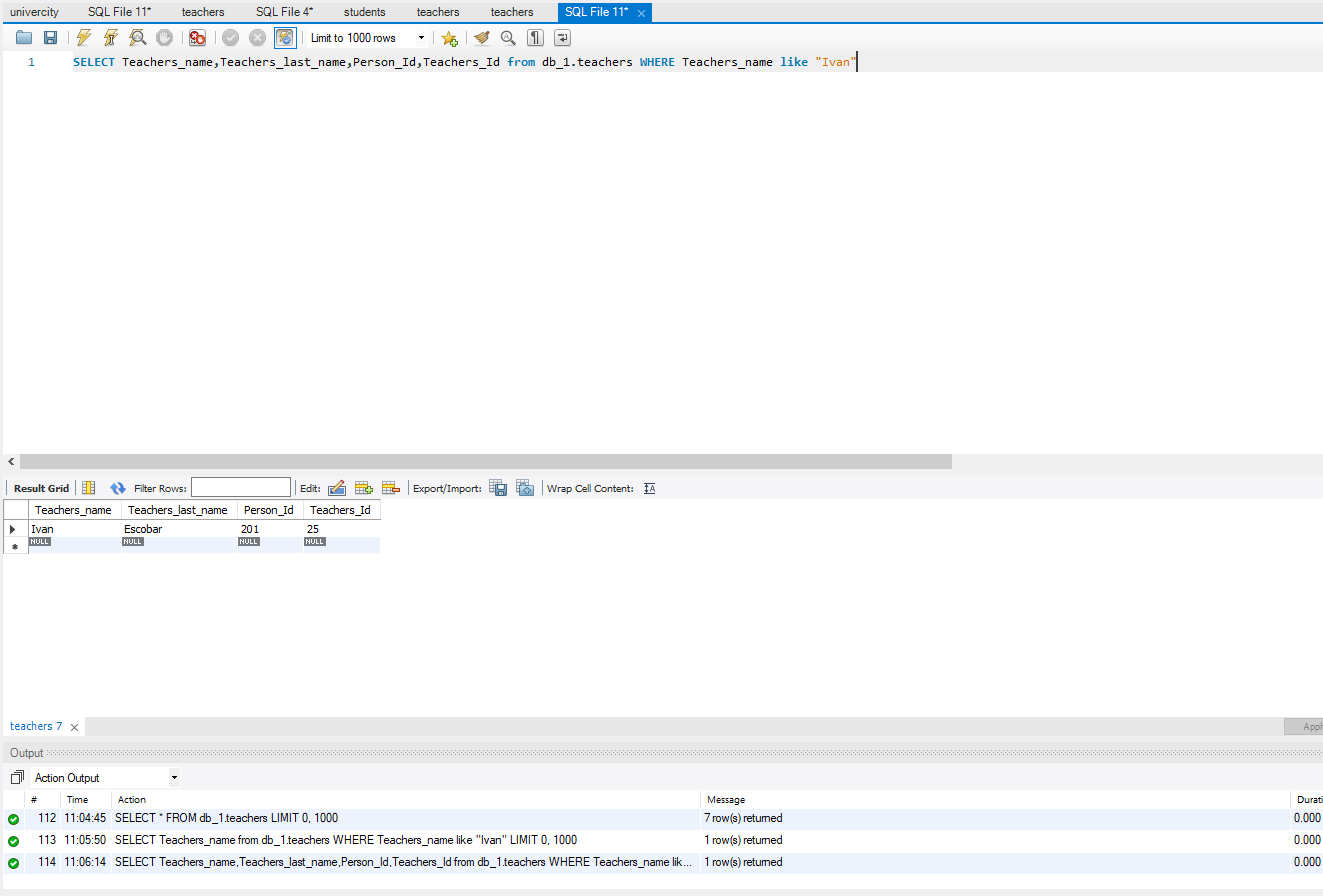 univercity SQL File 11* teachers SQL File 4* students teachers teachers SQL File 11*
Limit to 1000 rows
1 SELECT Teachers_name,Teachers_last_name,Person_Id,Teachers_Id from db_1.teachers WHERE Teachers_name like "Ivan"
Result Grid Filter Rows: Edit: Export/Import: Wrap Cell Content:
Teachers_name Teachers_last_name Person_Id Teachers_Id
Ivan Escobar 201 25
NULL NULL NULL NULL
teachers 7 Appl
Output
Action Output
# Time Action Message Durati
112 11:04:45 SELECT * FROM db_1.teachers LIMIT 0, 1000 7 row(s) returned 0.000
113 11:05:50 SELECT Teachers_name from db_1.teachers WHERE Teachers_name like "Ivan" LIMIT 0, 1000 1 row(s) returned 0.000
114 11:06:14 SELECT Teachers_name,Teachers_last_name,Person_Id,Teachers_Id from db_1.teachers WHERE Teachers_name lik... 1 row(s) returned 0.000